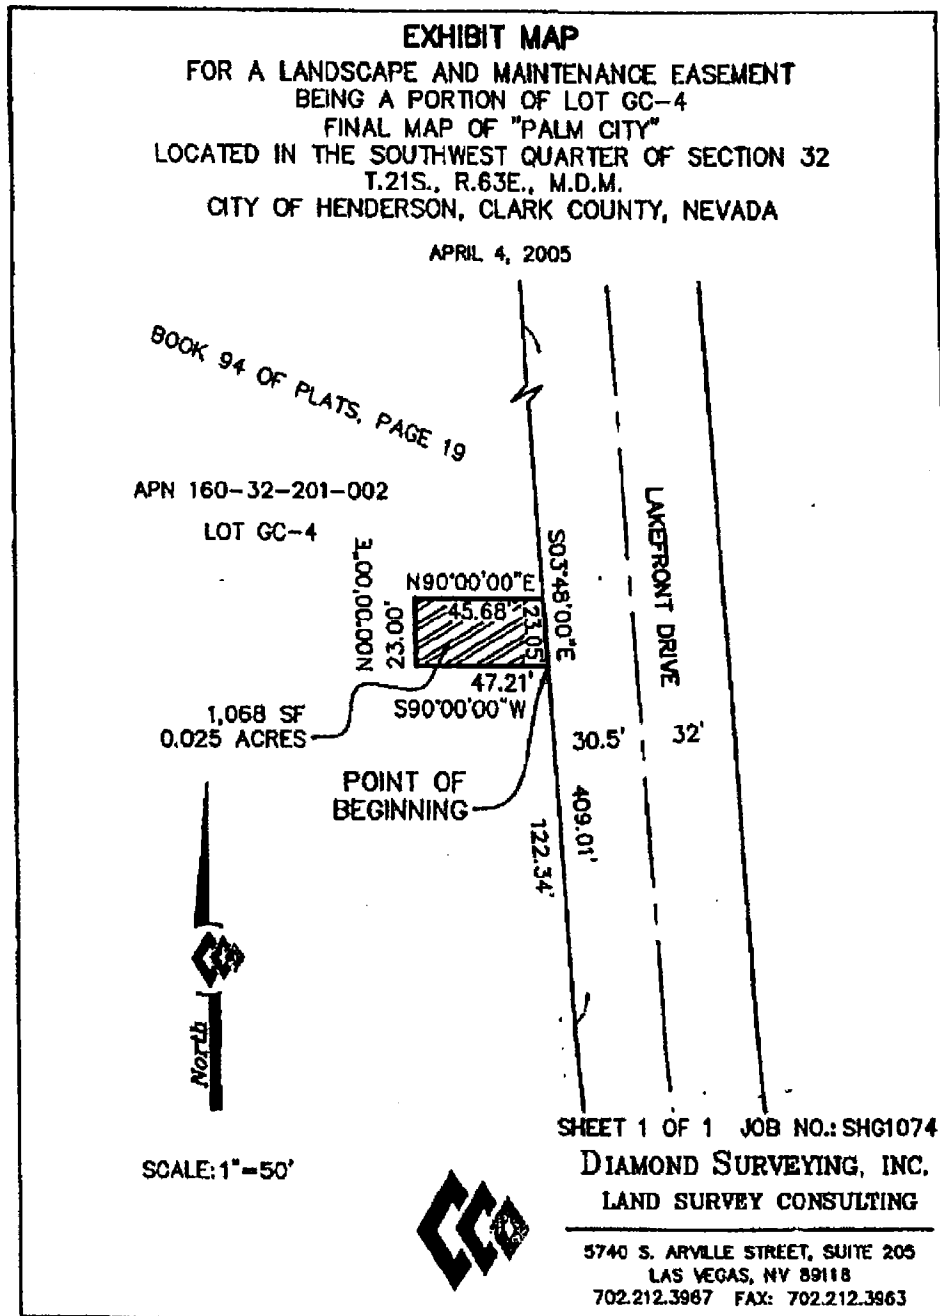 EXHIBIT MAP
FOR A LANDSCAPE AND MAINTENANCE EASEMENT
BEING A PORTION OF LOT GC-4
FINAL MAP OF "PALM CITY"
LOCATED IN THE SOUTHWEST QUARTER OF SECTION 32
T.21S., R.63E., M.D.M.
CITY OF HENDERSON, CLARK COUNTY, NEVADA
APRIL 4, 2005
BOOK 94 OF PLATS, PAGE 19
APN 160-32-201-002
LOT GC-4
N00°00'00"E
23.00'
N90°00'00"E
45.68'
23.05'
S03°48'00"E
47.21'
S90°00'00"W
LAKEFRONT DRIVE
1,068 SF
0.025 ACRES
30.5'
32'
POINT OF
BEGINNING
409.01'
122.34'
North
SCALE: 1"=50'
SHEET 1 OF 1 JOB NO.: SHG1074
DIAMOND SURVEYING, INC.
LAND SURVEY CONSULTING
5740 S. ARVILLE STREET, SUITE 205
LAS VEGAS, NV 89118
702.212.3967 FAX: 702.212.3963